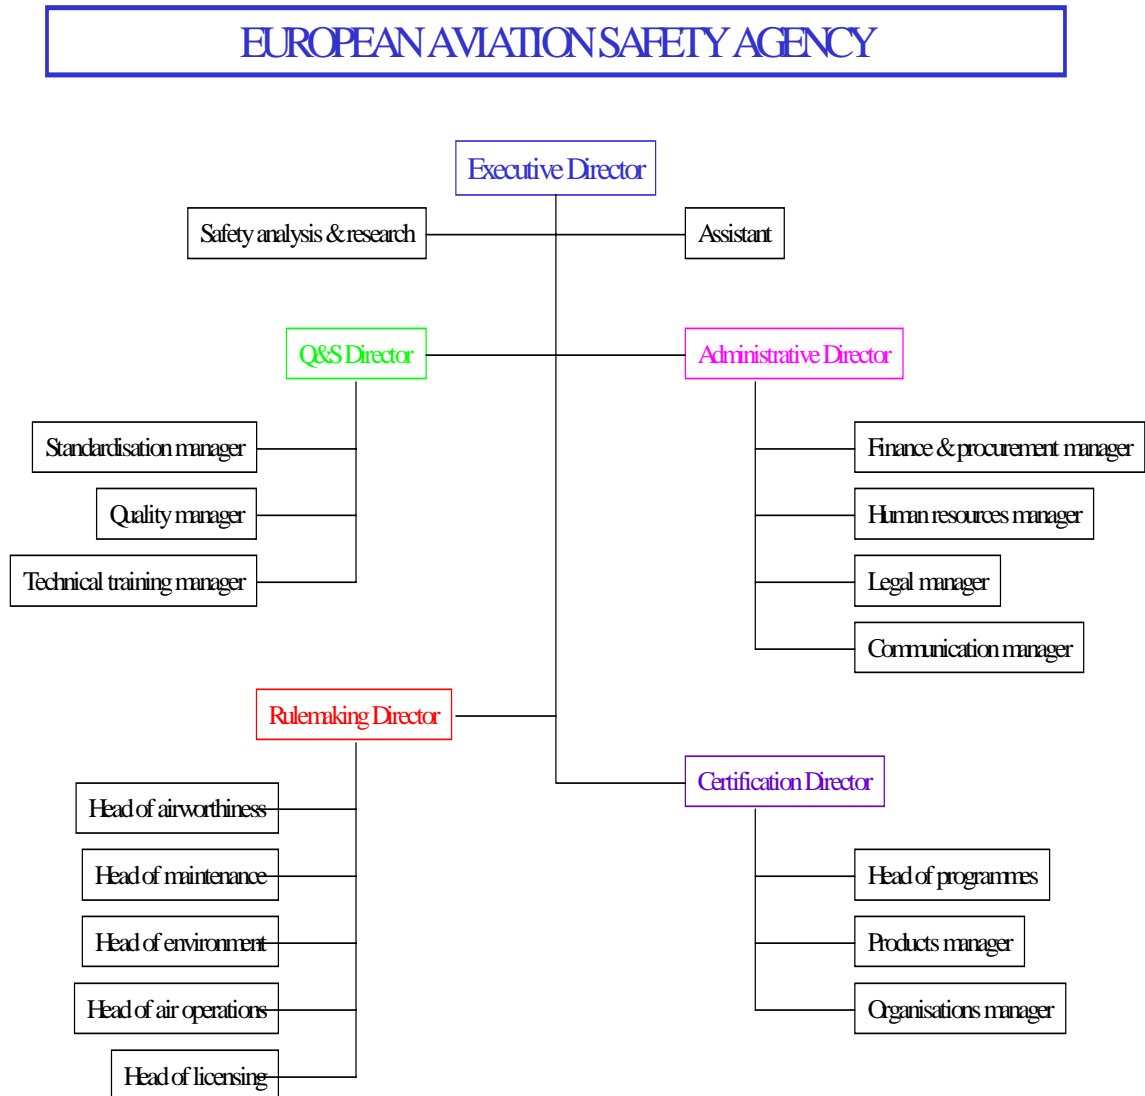 EUROPEAN AVIATION SAFETY AGENCY
Executive Director
Safety analysis & research
Assistant
Q&S Director
Administrative Director
Standardisation manager
Quality manager
Technical training manager
Finance & procurement manager
Human resources manager
Legal manager
Communication manager
Rulemaking Director
Head of airworthiness
Head of maintenance
Head of environment
Head of air operations
Head of licensing
Certification Director
Head of programmes
Products manager
Organisations manager